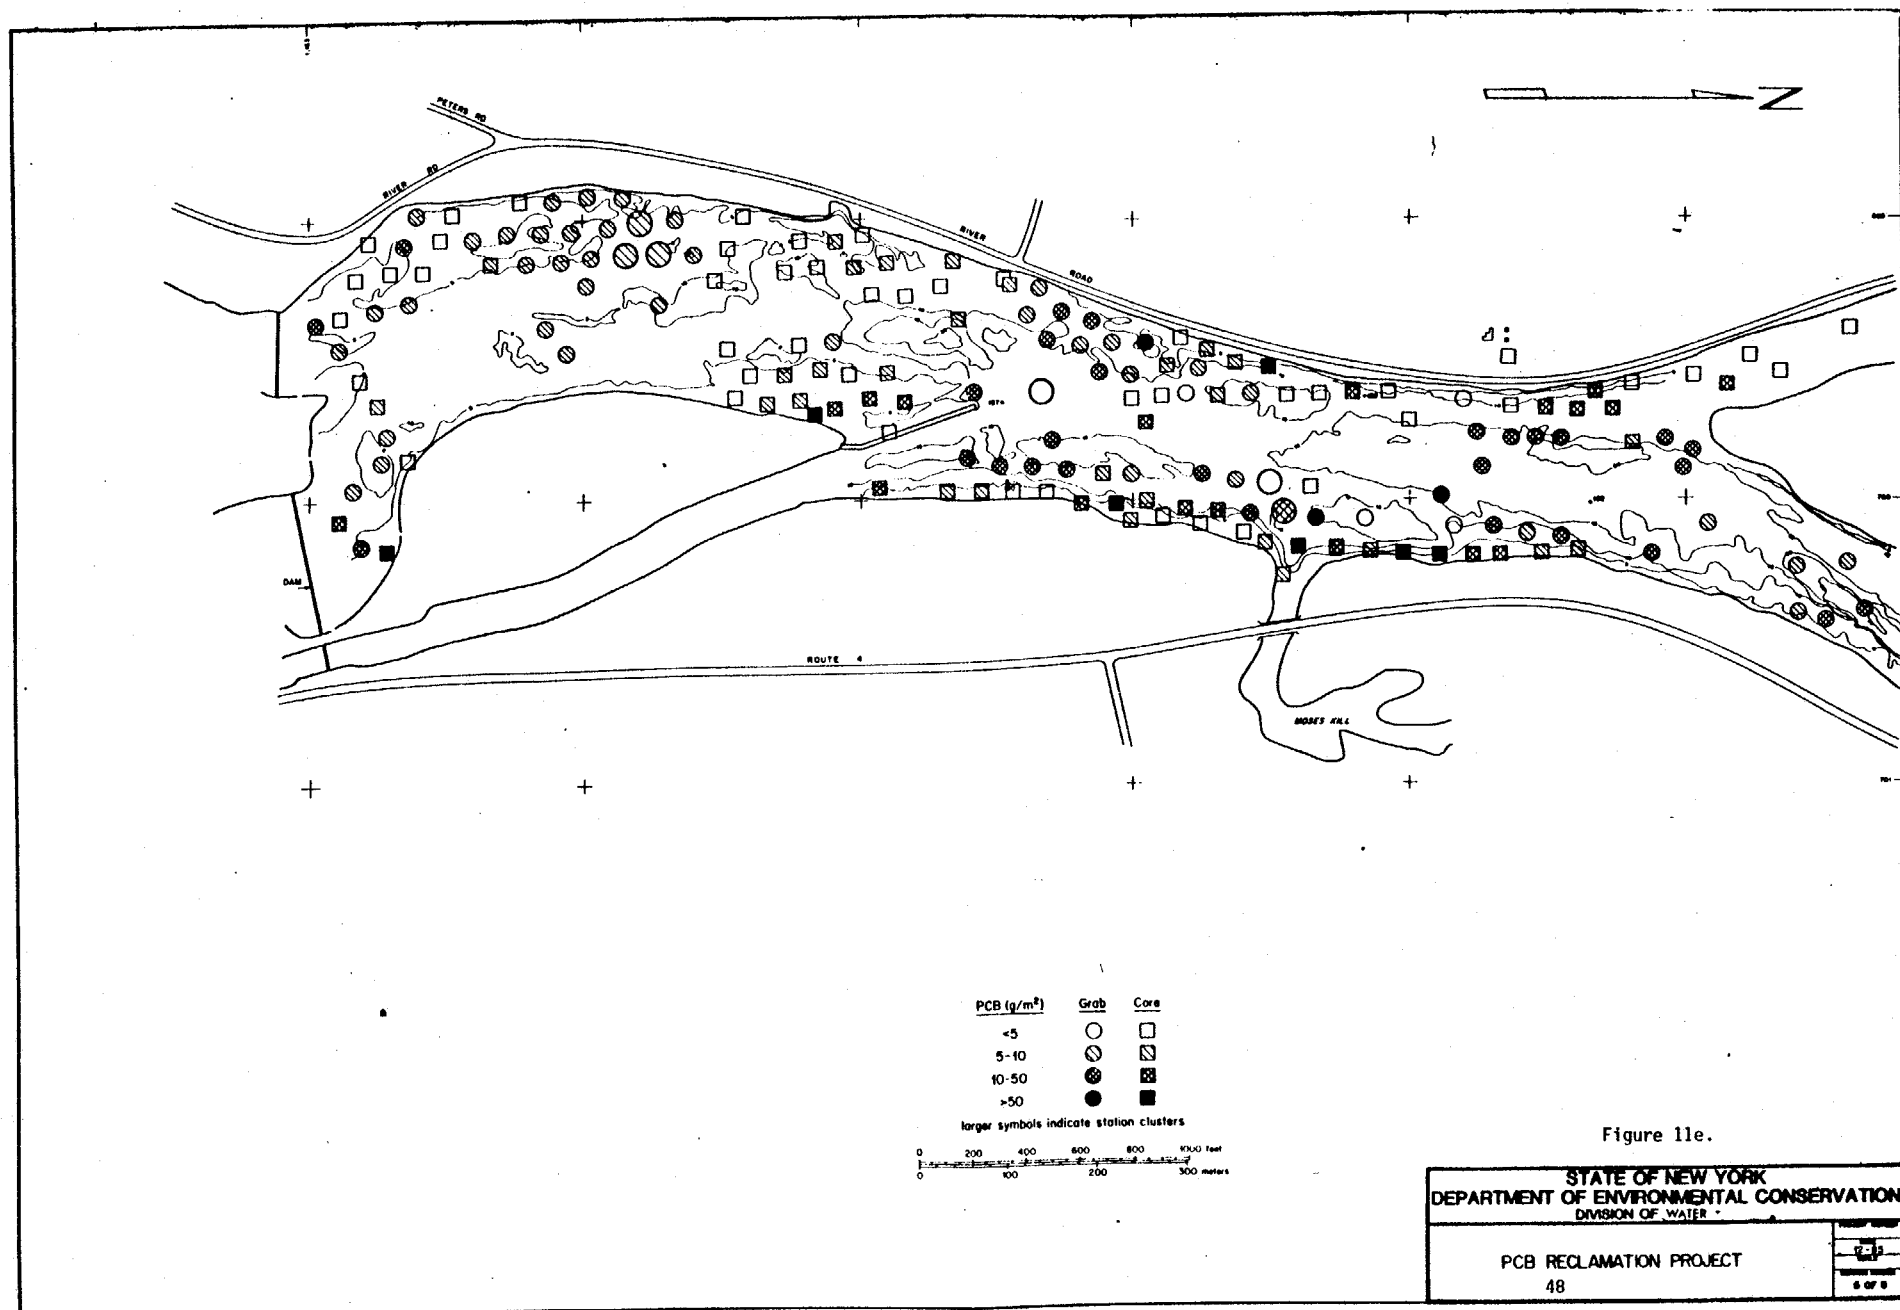 PETERS RD
RIVER RD
N
RIVER
ROAD
DAM
ROUTE 4
MOSES KILL
PCB (g/m²) Grab Core
<5
5-10
10-50
>50
larger symbols indicate station clusters
0 200 400 600 800 1000 feet
0 100 200 300 meters
Figure 11e.
STATE OF NEW YORK
DEPARTMENT OF ENVIRONMENTAL CONSERVATION
DIVISION OF WATER
PCB RECLAMATION PROJECT
48